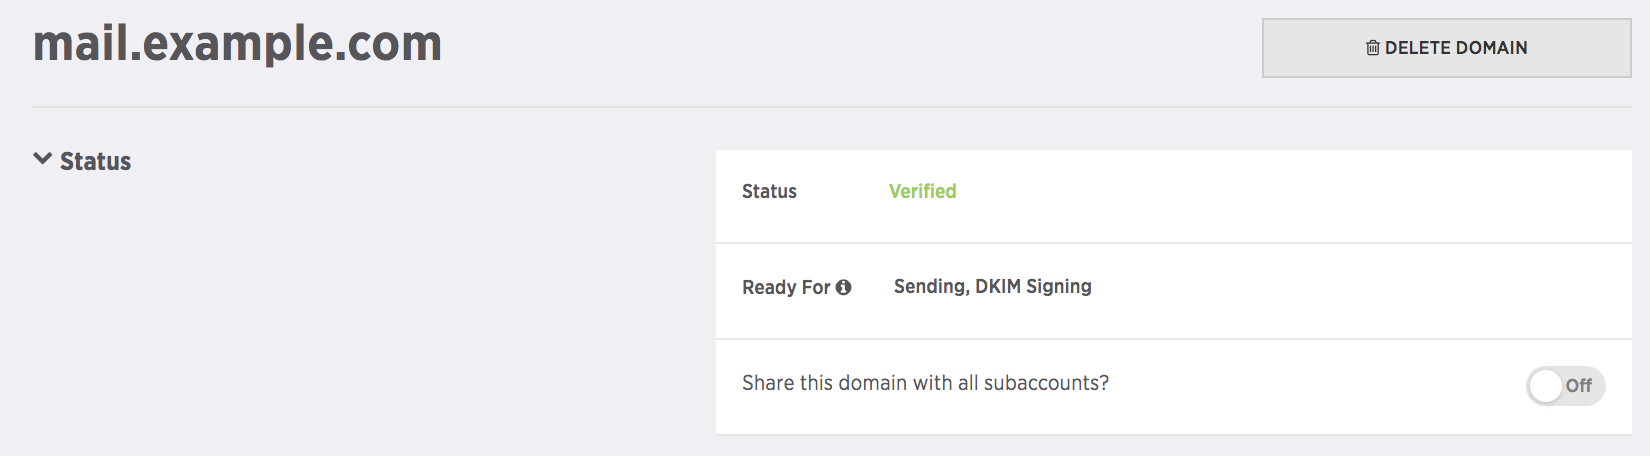 mail.example.com
DELETE DOMAIN
Status
Status Verified
Ready For Sending, DKIM Signing
Share this domain with all subaccounts? Off